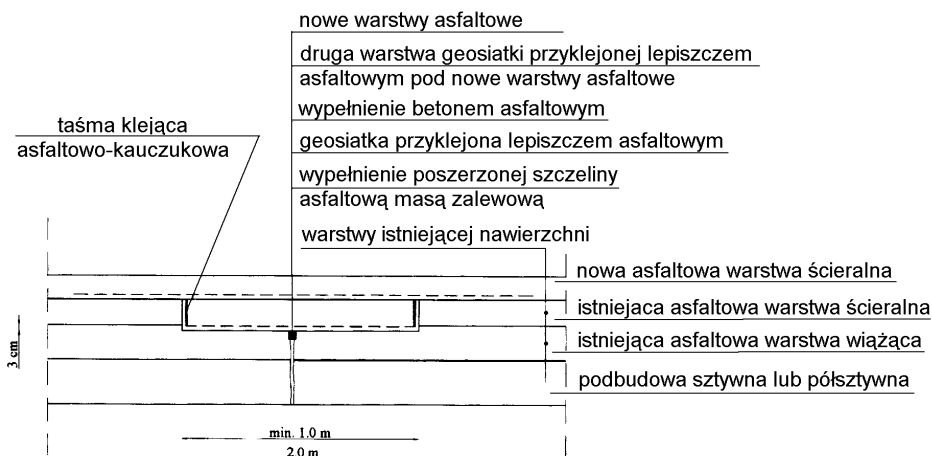 nowe warstwy asfaltowe
druga warstwa geosiatki przyklejonej lepiszczem
asfaltowym pod nowe warstwy asfaltowe
wypełnienie betonem asfaltowym
taśma klejąca
asfaltowo-kauczukowa
geosiatka przyklejona lepiszczem asfaltowym
wypełnienie poszerzonej szczeliny
asfaltową masą zalewową
warstwy istniejącej nawierzchni
nowa asfaltowa warstwa ścieralna
istniejaca asfaltowa warstwa ścieralna
istniejąca asfaltowa warstwa wiążąca
podbudowa sztywna lub półsztywna
3 cm
min. 1.0 m
2.0 m